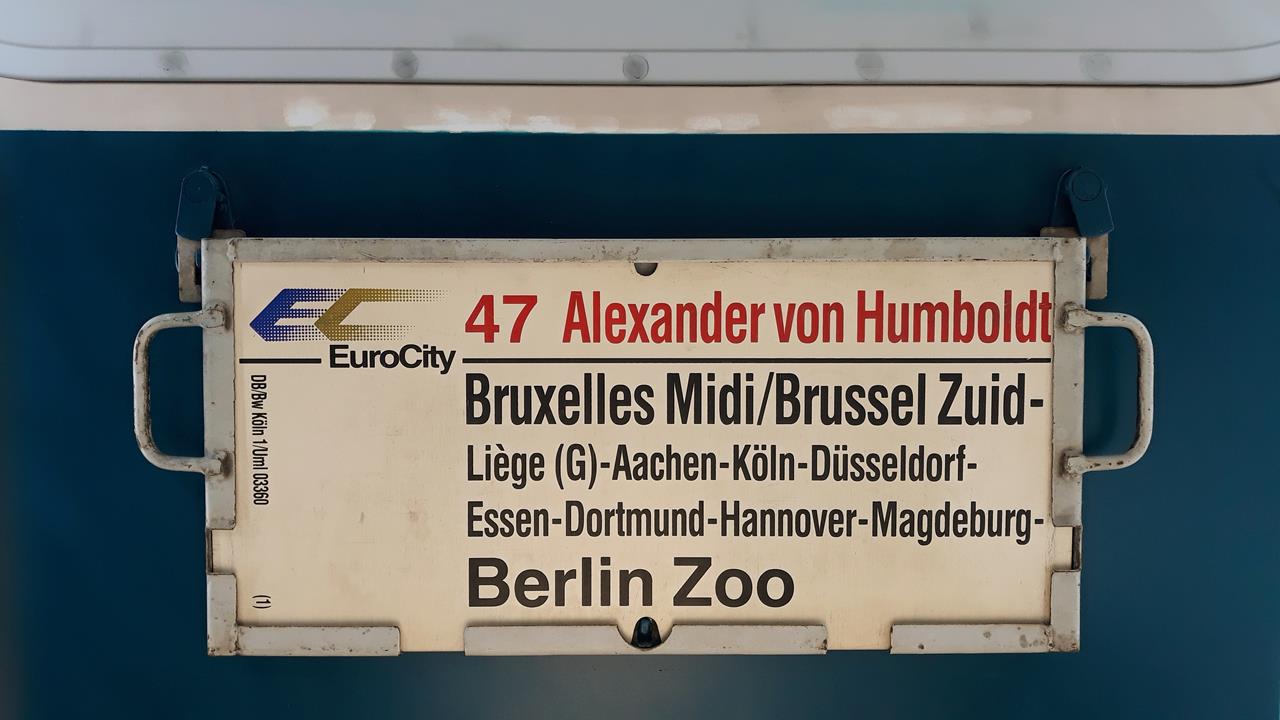 EC
47 Alexander von Humboldt
EuroCity
Bruxelles Midi/Brussel Zuid-
Liège (G)-Aachen-Köln-Düsseldorf-
Essen-Dortmund-Hannover-Magdeburg-
Berlin Zoo
DB/Bw Köln 1/Uml 03360
(1)